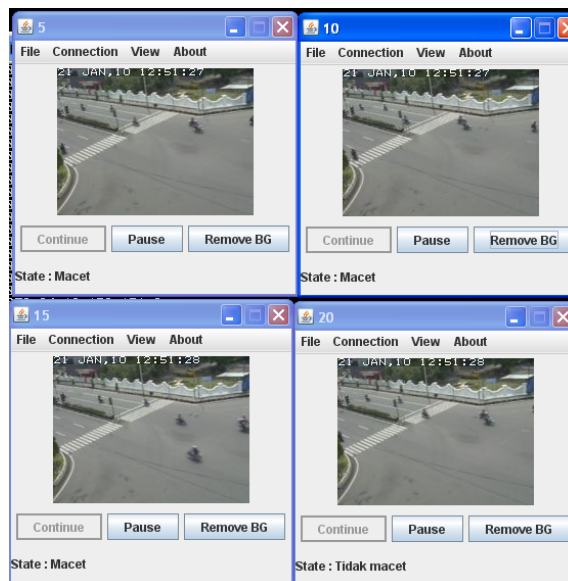 5
File Connection View About
21 JAN,10 12:51:27
Continue Pause Remove BG
State : Macet
10
File Connection View About
21 JAN,10 12:51:27
Continue Pause Remove BG
State : Macet
15
File Connection View About
21 JAN,10 12:51:28
Continue Pause Remove BG
State : Macet
20
File Connection View About
21 JAN,10 12:51:28
Continue Pause Remove BG
State : Tidak macet